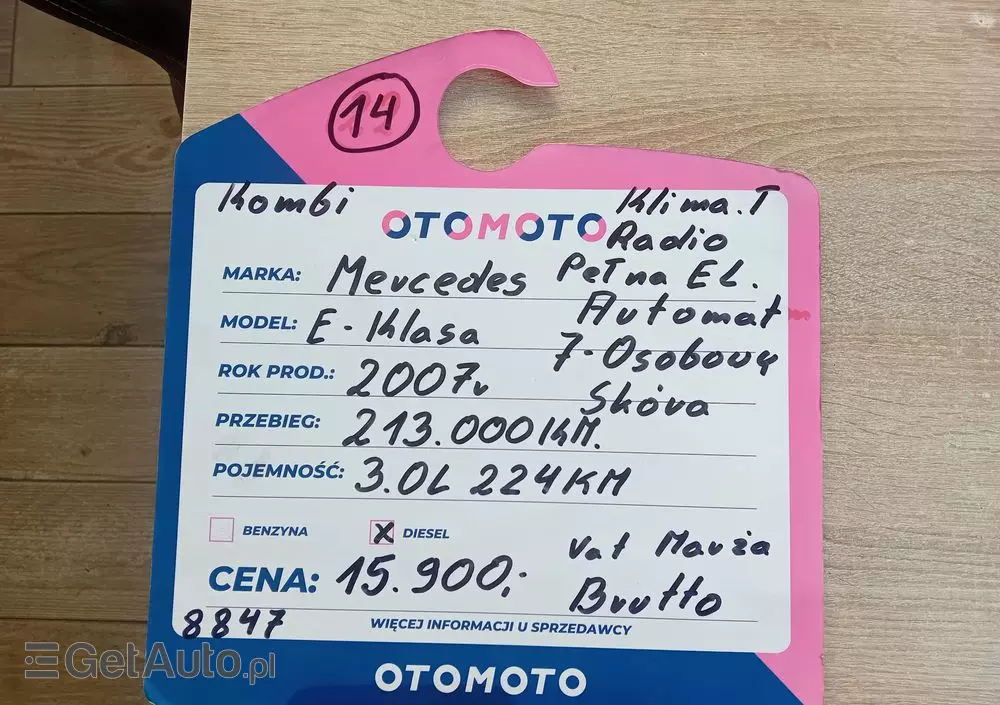 14
Kombi
Klima.T
OTOMOTO
Radio
MARKA: Mercedes
Pełna EL.
Automat
MODEL: E-Klasa
7-Osobowy
ROK PROD.: 2007r
Skóra
PRZEBIEG: 213.000KM.
POJEMNOŚĆ: 3.0L 224KM
BENZYNA
X DIESEL
Vat Marża
CENA: 15.900,-
Brutto
8847
WIĘCEJ INFORMACJI U SPRZEDAWCY
GetAuto.pl
OTOMOTO